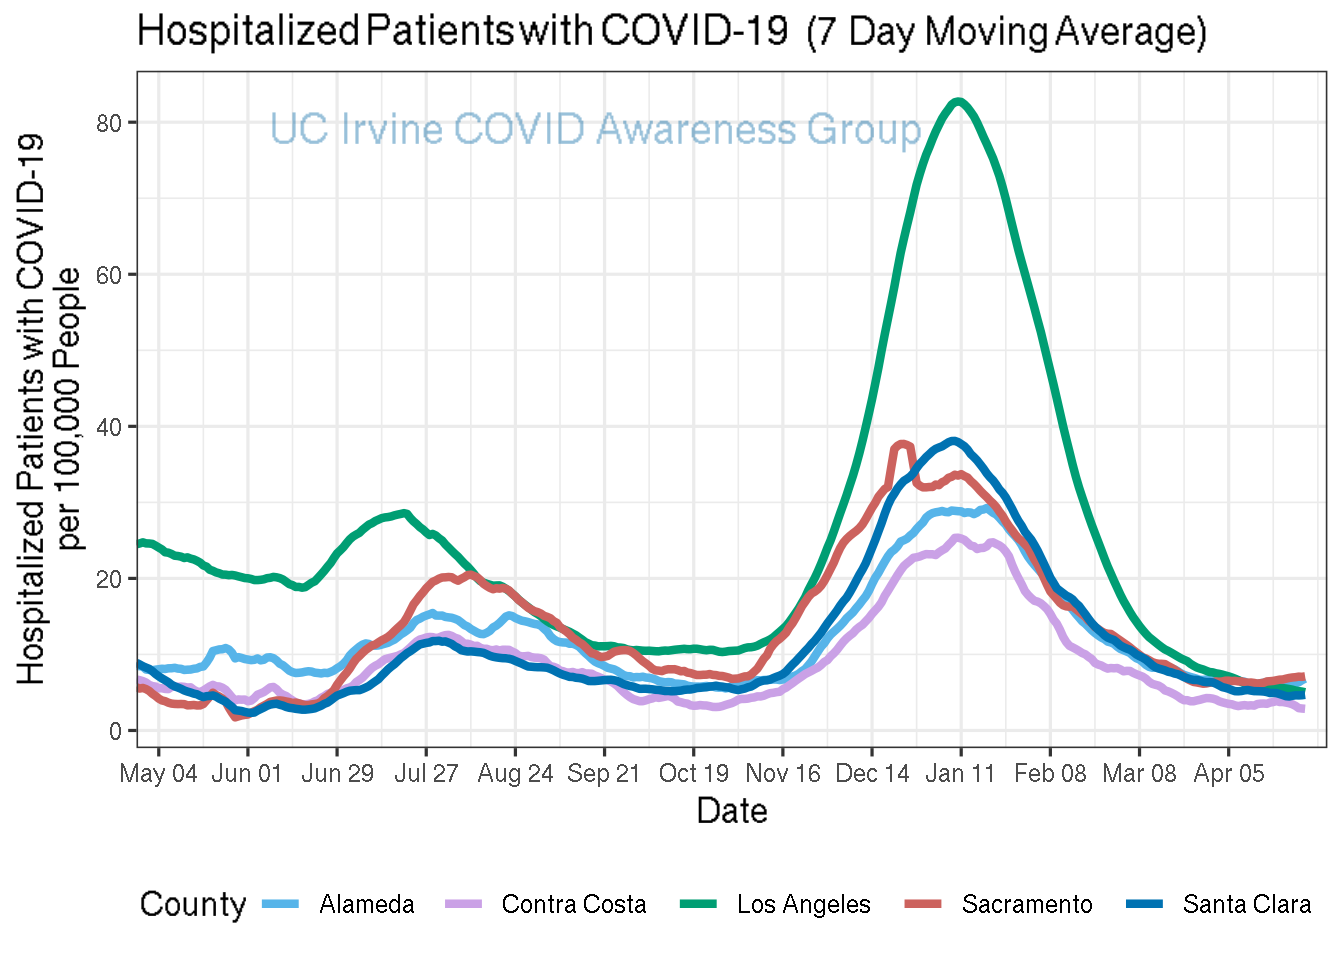 Hospitalized Patients with COVID-19 (7 Day Moving Average)
UC Irvine COVID Awareness Group
Hospitalized Patients with COVID-19
per 100,000 People
80
60
40
20
0
May 04 Jun 01 Jun 29 Jul 27 Aug 24 Sep 21 Oct 19 Nov 16 Dec 14 Jan 11 Feb 08 Mar 08 Apr 05
Date
County Alameda Contra Costa Los Angeles Sacramento Santa Clara